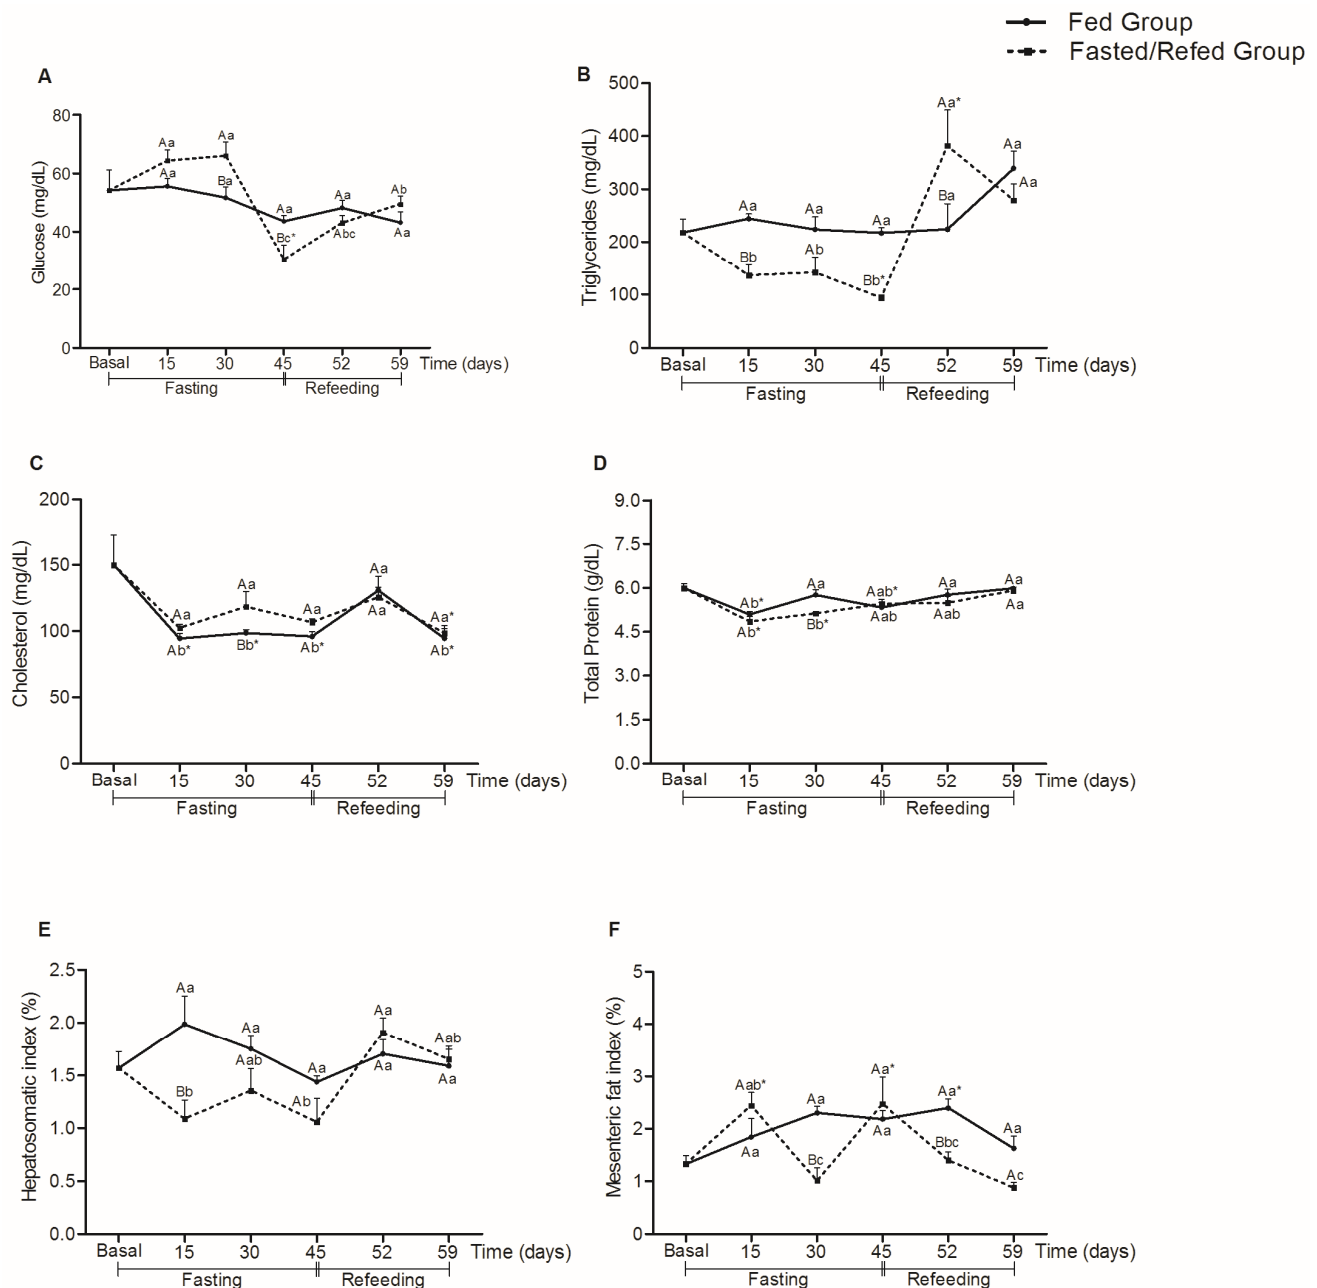 Fed Group
Fasted/Refed Group
A
Glucose (mg/dL)
80
60
40
20
0
Aa
Aa
Aa
Ba
Aa
Bc*
Aa
Abc
Ab
Aa
Basal 15 30 45 52 59 Time (days)
Fasting Refeeding
B
Triglycerides (mg/dL)
500
400
300
200
100
0
Aa
Bb
Aa
Ab
Aa
Bb*
Aa*
Ba
Aa
Aa
Basal 15 30 45 52 59 Time (days)
Fasting Refeeding
C
Cholesterol (mg/dL)
200
150
100
50
0
Aa
Ab*
Aa
Bb*
Aa
Ab*
Aa
Aa
Aa*
Ab*
Basal 15 30 45 52 59 Time (days)
Fasting Refeeding
D
Total Protein (g/dL)
9.0
7.5
6.0
4.5
3.0
1.5
0.0
Ab*
Ab*
Aa
Bb*
Aab*
Aab
Aa
Aab
Aa
Aa
Basal 15 30 45 52 59 Time (days)
Fasting Refeeding
E
Hepatosomatic index (%)
2.5
2.0
1.5
1.0
0.5
0.0
Aa
Bb
Aa
Aab
Aa
Ab
Aa
Aa
Aab
Aa
Basal 15 30 45 52 59 Time (days)
Fasting Refeeding
F
Mesenteric fat index (%)
5
4
3
2
1
0
Aab*
Aa
Aa
Bc
Aa*
Aa
Aa*
Bbc
Aa
Ac
Basal 15 30 45 52 59 Time (days)
Fasting Refeeding